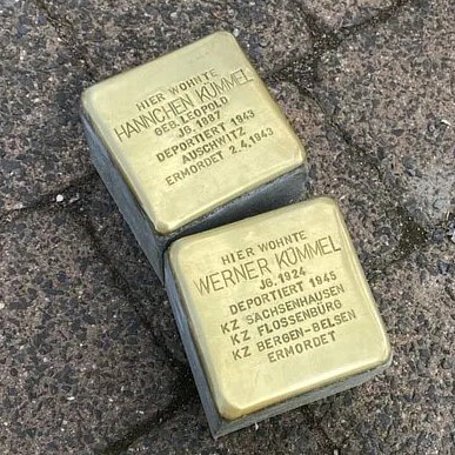 HIER WOHNTE
HANNCHEN KÜMMEL
GEB. LEOPOLD
JG. 1887
DEPORTIERT 1943
AUSCHWITZ
ERMORDET 2.4.1943
HIER WOHNTE
WERNER KÜMMEL
JG. 1924
DEPORTIERT 1945
KZ SACHSENHAUSEN
KZ FLOSSENBÜRG
KZ BERGEN-BELSEN
ERMORDET